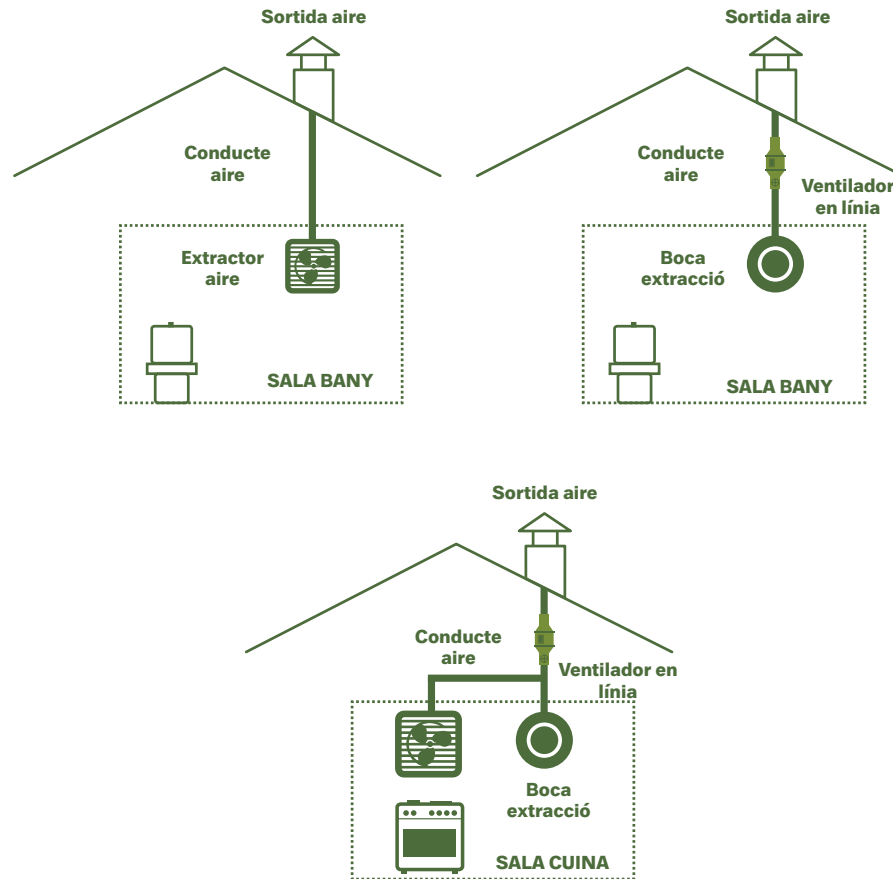 Sortida aire
Conducte
aire
Extractor
aire
SALA BANY
Sortida aire
Conducte
aire
Ventilador
en línia
Boca
extracció
SALA BANY
Sortida aire
Conducte
aire
Ventilador en
línia
Boca
extracció
SALA CUINA